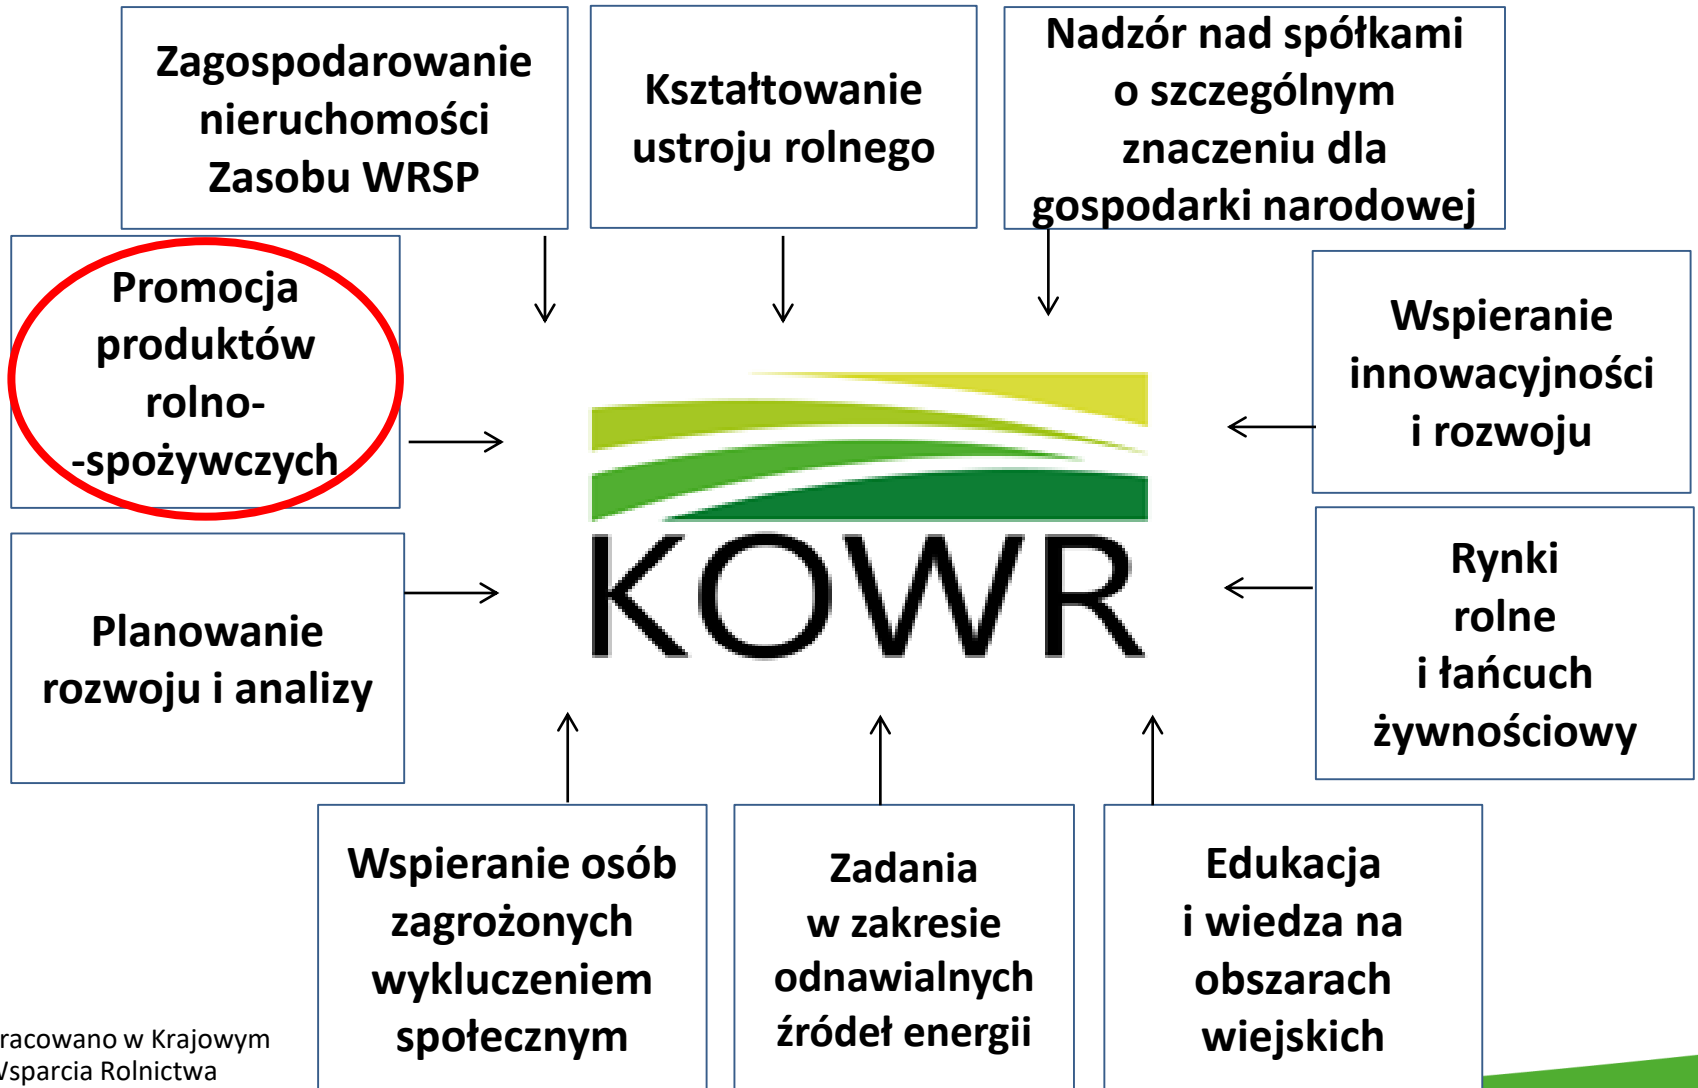 Zagospodarowanie
nieruchomości
Zasobu WRSP
Kształtowanie
ustroju rolnego
Nadzór nad spółkami
o szczególnym
znaczeniu dla
gospodarki narodowej
Promocja
produktów
rolno-
-spożywczych
Wspieranie
innowacyjności
i rozwoju
KOWR
Planowanie
rozwoju i analizy
Rynki
rolne
i łańcuch
żywnościowy
Wspieranie osób
zagrożonych
wykluczeniem
społecznym
Zadania
w zakresie
odnawialnych
źródeł energii
Edukacja
i wiedza na
obszarach
wiejskich
racowano w Krajowym
Wsparcia Rolnictwa